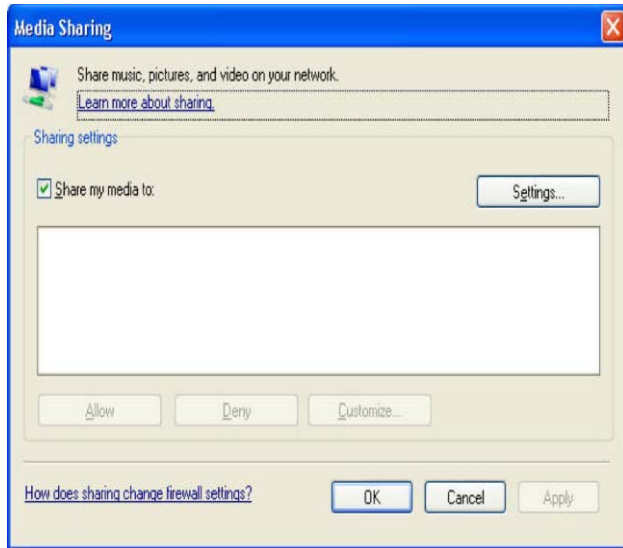 Media Sharing
Share music, pictures, and video on your network.
Learn more about sharing.
Sharing settings
Share my media to:
Settings...
Allow
Deny
Customize...
How does sharing change firewall settings?
OK
Cancel
Apply